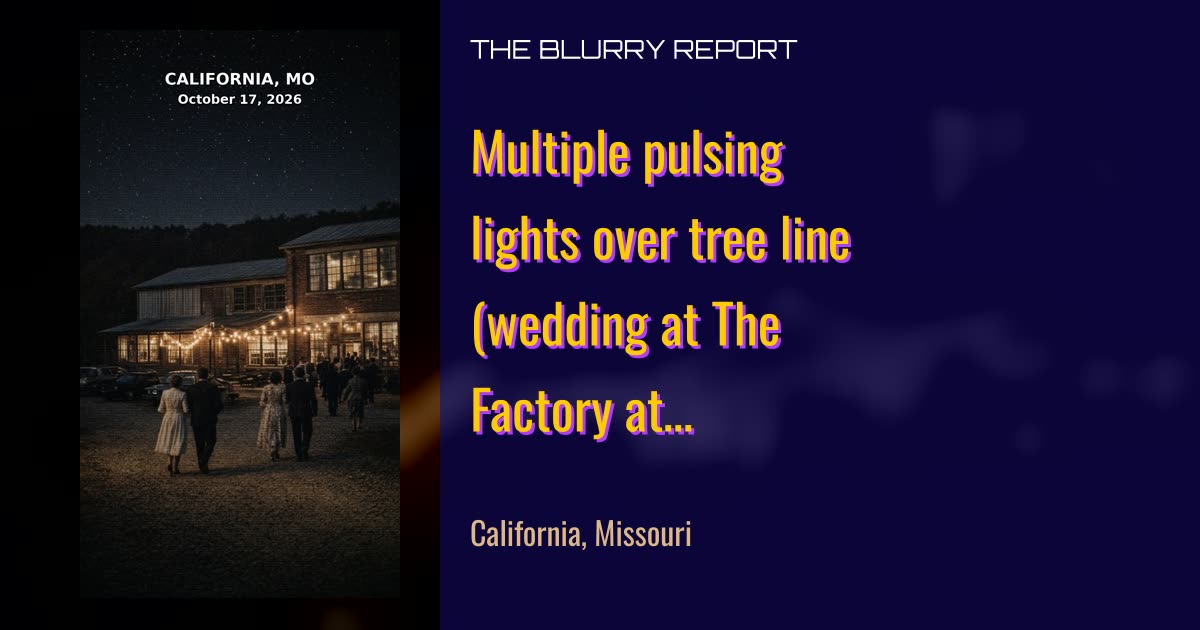 CALIFORNIA, MO
October 17, 2026
THE BLURRY REPORT
Multiple pulsing
lights over tree line
(wedding at The
Factory at...
California, Missouri